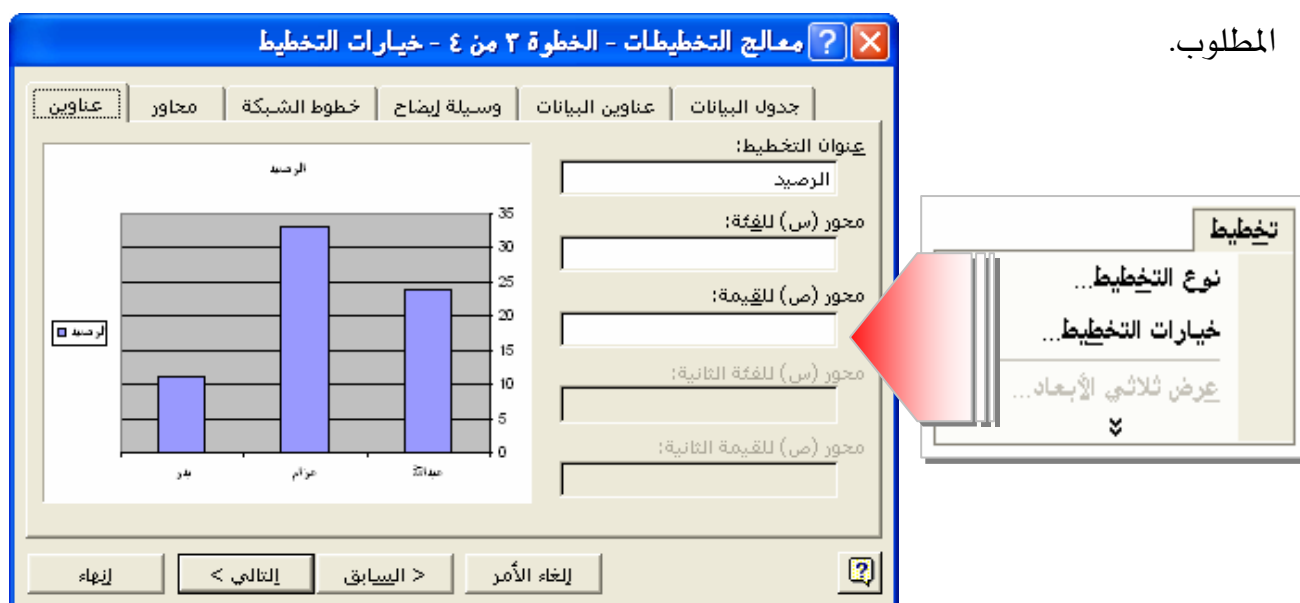 المطلوب.
معالج التخطيطات - الخطوة ٣ من ٤ - خيارات التخطيط
جدول البيانات
عناوين البيانات
وسيلة إيضاح
خطوط الشبكة
محاور
عناوين
عنوان التخطيط:
الرصيد
محور (س) للفئة:
محور (ص) للقيمة:
محور (س) للفئة الثانية:
محور (ص) للقيمة الثانية:
الرصيد
35
30
25
20
15
10
5
0
عبدالله
عزام
بدر
الرصيد
إلغاء الأمر
< السابق
التالي >
إنهاء
تخطيط
نوع التخطيط...
خيارات التخطيط...
عرض ثلاثي الأبعاد...